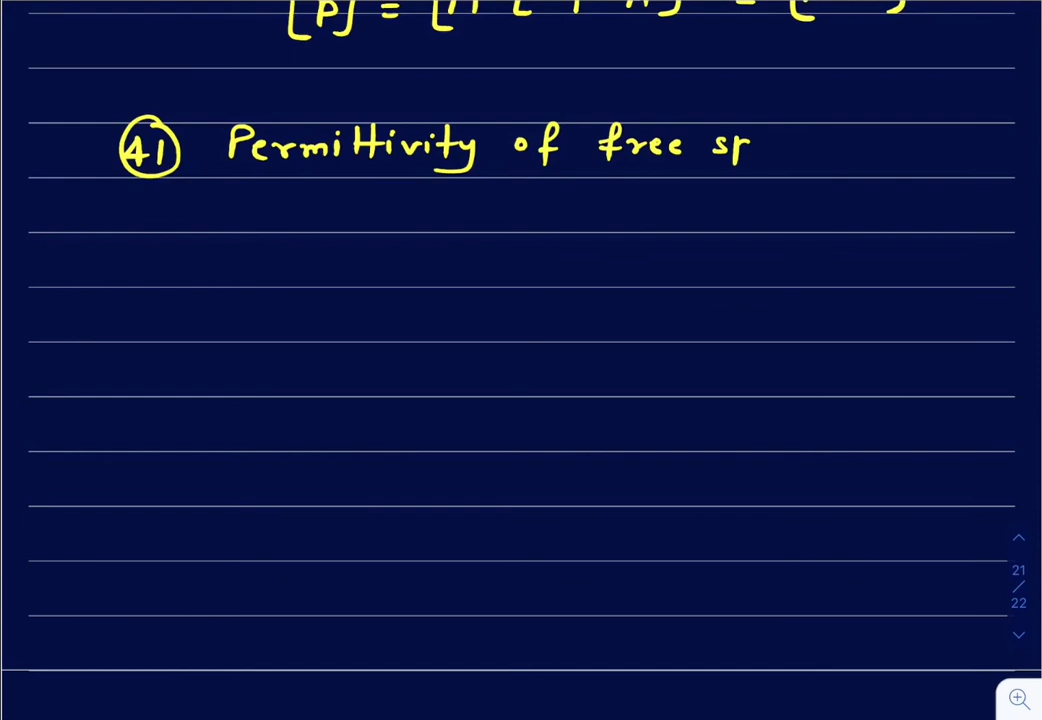 [P] =
41 Permittivity of free sp
21
/
22